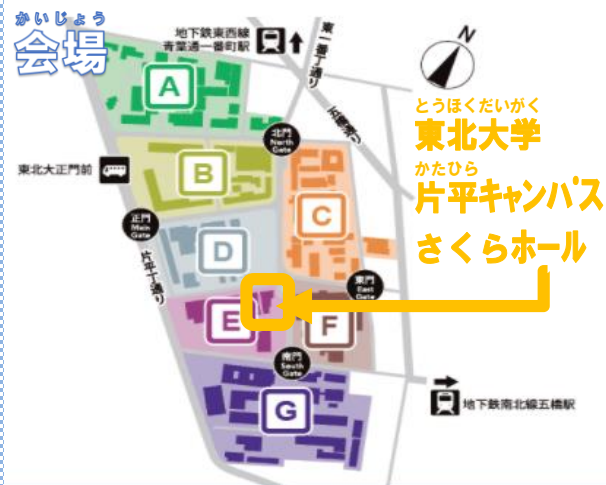 かいじょう
会場
地下鉄東西線
青葉通一番町駅
東一番丁通り
五橋通り
N
A
北門
North
Gate
とうほくだいがく
東北大学
かたひら
片平キャンパス
さくらホール
東北大正門前
B
C
正門
Main
Gate
片平丁通り
D
東門
East
Gate
E
F
南門
South
Gate
G
地下鉄南北線五橋駅